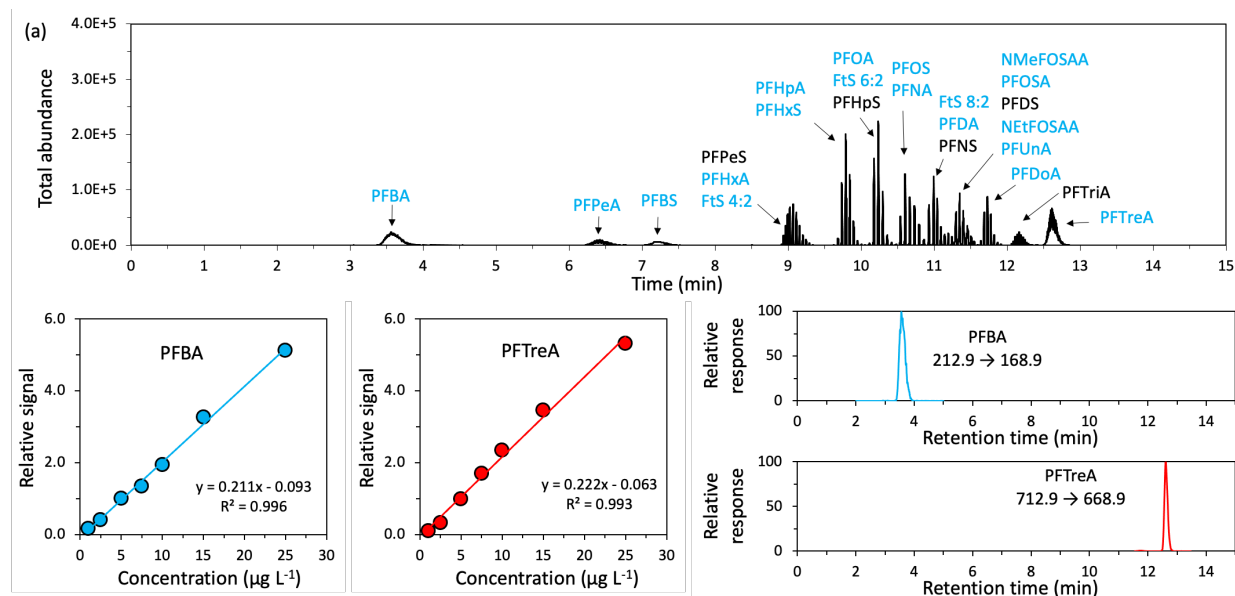 (a)
Total abundance
4.0E+5
3.0E+5
2.0E+5
1.0E+5
0.0E+0
PFBA
PFPeA
PFBS
PFPeS
PFHxA
FtS 4:2
PFHpA
PFHxS
PFOA
FtS 6:2
PFHpS
PFOS
PFNA
FtS 8:2
PFDA
PFNS
NMeFOSAA
PFOSA
PFDS
NEtFOSAA
PFUnA
PFDoA
PFTriA
PFTreA
0 1 2 3 4 5 6 7 8 9 10 11 12 13 14 15
Time (min)
Relative signal
6.0
4.0
2.0
0.0
PFBA
y = 0.211x - 0.093
R² = 0.996
0 5 10 15 20 25 30
Concentration (µg L⁻¹)
Relative signal
6.0
4.0
2.0
0.0
PFTreA
y = 0.222x - 0.063
R² = 0.993
0 5 10 15 20 25 30
Concentration (µg L⁻¹)
Relative
response
100
50
0
PFBA
212.9 → 168.9
0 2 4 6 8 10 12 14
Retention time (min)
Relative
response
100
50
0
PFTreA
712.9 → 668.9
0 2 4 6 8 10 12 14
Retention time (min)